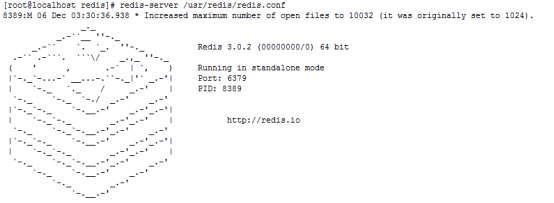 [root@localhost redis]# redis-server /usr/redis/redis.conf
8389:M 06 Dec 03:30:36.938 * Increased maximum number of open files to 10032 (it was originally set to 1024).
Redis 3.0.2 (00000000/0) 64 bit
Running in standalone mode
Port: 6379
PID: 8389
http://redis.io